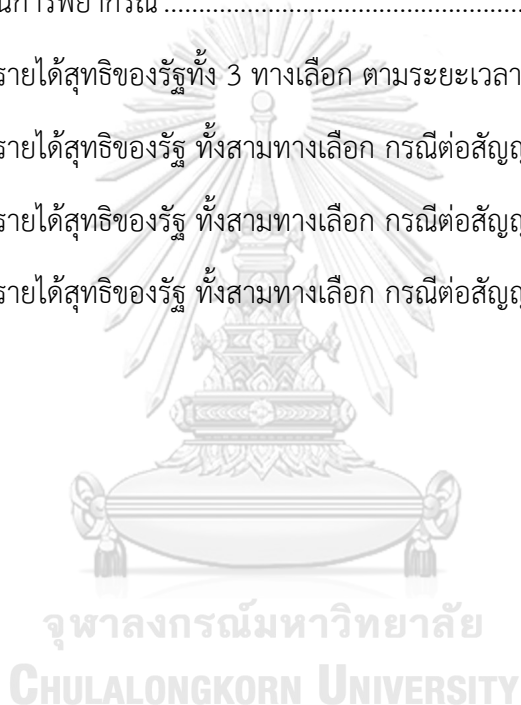 นการพยากรณ์ ..........................................................
รายได้สุทธิของรัฐทั้ง 3 ทางเลือก ตามระยะเวลา
รายได้สุทธิของรัฐ ทั้งสามทางเลือก กรณีต่อสัญญ
รายได้สุทธิของรัฐ ทั้งสามทางเลือก กรณีต่อสัญญ
รายได้สุทธิของรัฐ ทั้งสามทางเลือก กรณีต่อสัญญ
จุฬาลงกรณ์มหาวิทยาลัย
CHULALONGKORN UNIVERSITY